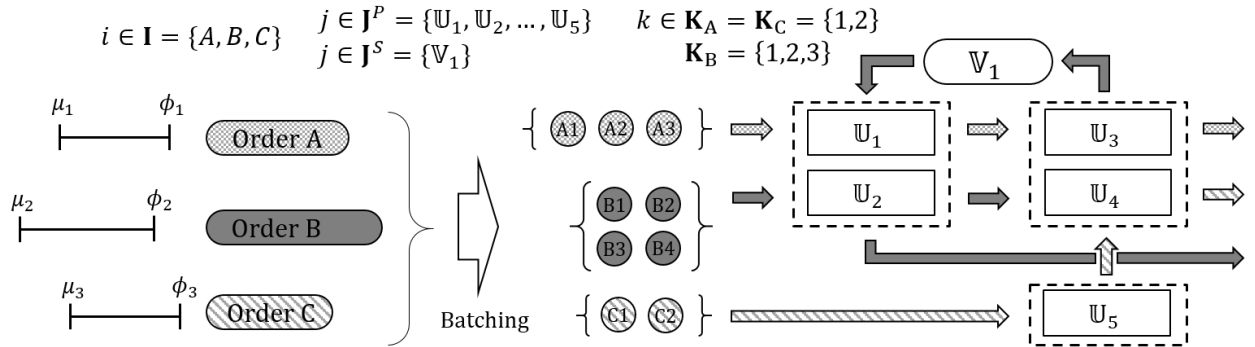 i ∈ 𝐈 = {A, B, C}
j ∈ 𝐉^P = {𝕌₁, 𝕌₂, …, 𝕌₅}
j ∈ 𝐉^S = {𝕍₁}
k ∈ 𝐊_A = 𝐊_C = {1,2}
𝐊_B = {1,2,3}
𝕍₁
μ₁ ϕ₁
Order A
A1 A2 A3
𝕌₁
𝕌₃
μ₂ ϕ₂
Order B
B1 B2
B3 B4
𝕌₂
𝕌₄
μ₃ ϕ₃
Order C
Batching
C1 C2
𝕌₅